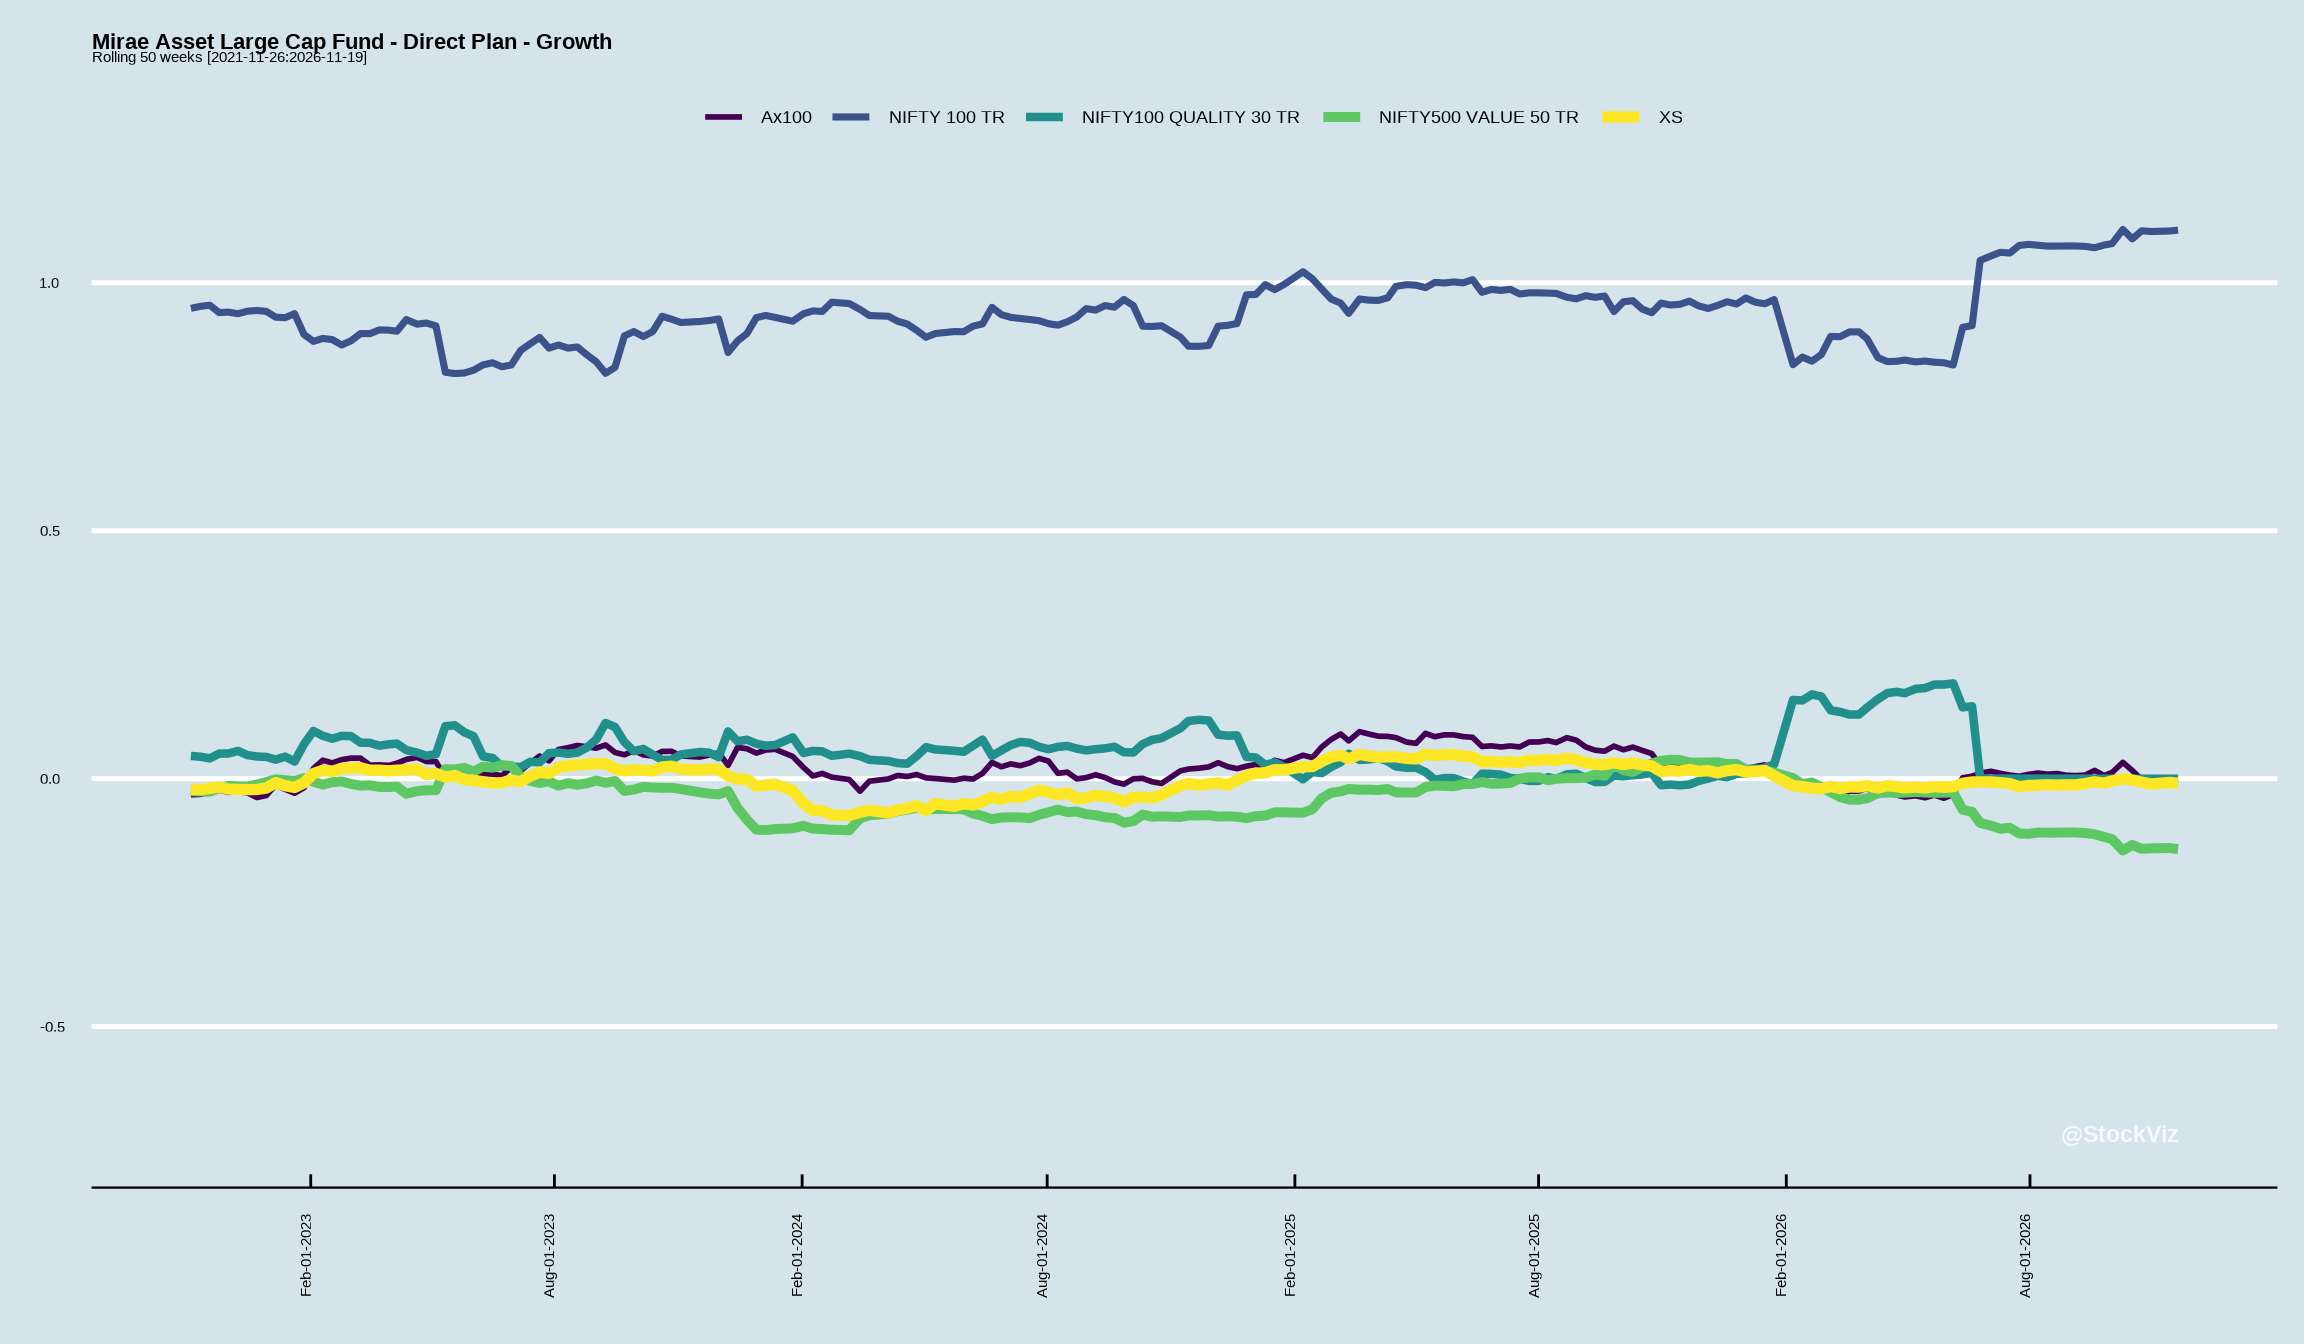 Mirae Asset Large Cap Fund - Direct Plan - Growth
Rolling 50 weeks [2021-11-26:2026-11-19]
Ax100 NIFTY 100 TR NIFTY100 QUALITY 30 TR NIFTY500 VALUE 50 TR XS
1.0
0.5
0.0
-0.5
@StockViz
Feb-01-2023
Aug-01-2023
Feb-01-2024
Aug-01-2024
Feb-01-2025
Aug-01-2025
Feb-01-2026
Aug-01-2026